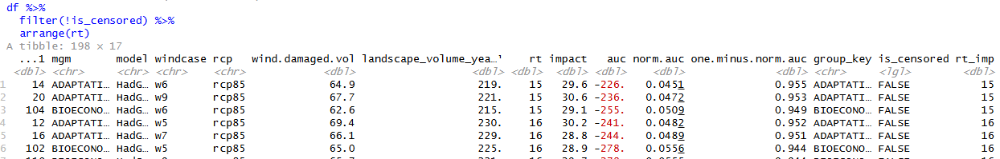 df %>%
filter(!is_censored) %>%
arrange(rt)
A tibble: 198 × 17
...1 mgm model windcase rcp wind.damaged.vol landscape_volume_yea…¹ rt impact auc norm.auc one.minus.norm.auc group_key is_censored rt_imp
<dbl> <chr> <chr> <chr> <chr> <dbl> <dbl> <dbl> <dbl> <dbl> <dbl> <dbl> <chr> <lgl> <dbl>
1 14 ADAPTATI… HadG… w6 rcp85 64.9 219. 15 29.6 -226. 0.0451 0.955 ADAPTATI… FALSE 15
2 20 ADAPTATI… HadG… w9 rcp85 67.7 221. 15 30.6 -236. 0.0472 0.953 ADAPTATI… FALSE 15
3 104 BIOECONO… HadG… w6 rcp85 62.6 215. 15 29.1 -255. 0.0509 0.949 BIOECONO… FALSE 15
4 12 ADAPTATI… HadG… w5 rcp85 69.4 230. 16 30.2 -241. 0.0482 0.952 ADAPTATI… FALSE 16
5 16 ADAPTATI… HadG… w7 rcp85 66.1 229. 16 28.8 -244. 0.0489 0.951 ADAPTATI… FALSE 16
6 102 BIOECONO… HadG… w5 rcp85 65.0 225. 16 28.9 -278. 0.0556 0.944 BIOECONO… FALSE 16